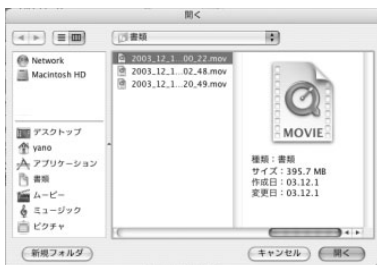 開く
書類
Network
Macintosh HD
デスクトップ
yano
アプリケーション
書類
ムービー
ミュージック
ピクチャ
2003_12_1...00_22.mov
2003_12_1...02_48.mov
2003_12_1...20_49.mov
MOVIE
種類：書類
サイズ：395.7 MB
作成日：03.12.1
変更日：03.12.1
新規フォルダ
キャンセル
開く